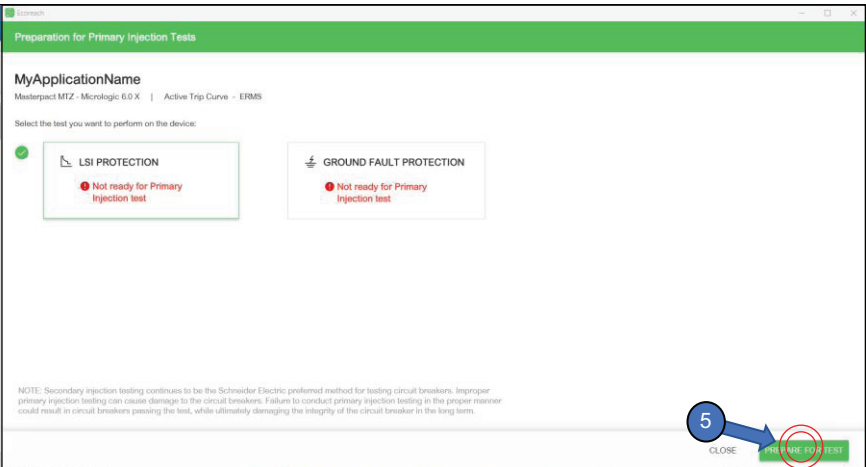 Ecoreach
Preparation for Primary Injection Tests
MyApplicationName
Masterpact MTZ - Micrologic 6.0 X | Active Trip Curve - ERMS
Select the test you want to perform on the device:
LSI PROTECTION
Not ready for Primary
Injection test
GROUND FAULT PROTECTION
Not ready for Primary
Injection test
NOTE: Secondary injection testing continues to be the Schneider Electric preferred method for testing circuit breakers. Improper
primary injection testing can cause damage to the circuit breakers. Failure to conduct primary injection testing in the proper manner
could result in circuit breakers passing the test, while ultimately damaging the integrity of the circuit breaker in the long term.
5
CLOSE
PREPARE FOR TEST